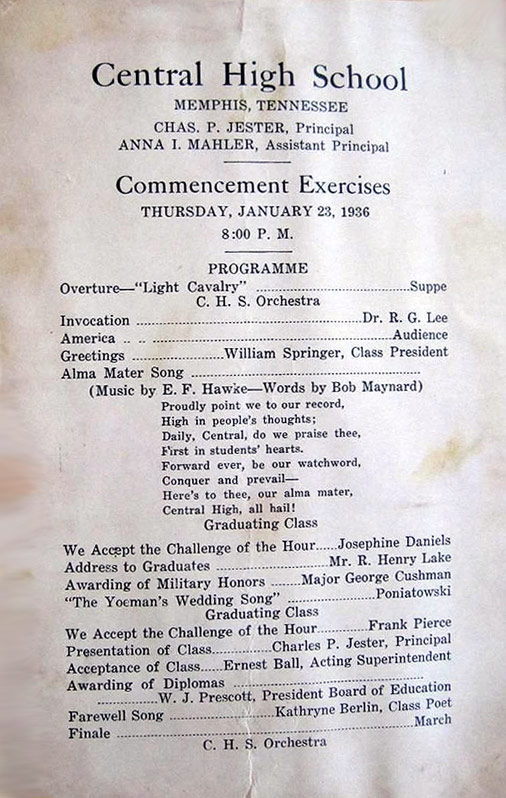 Central High School
MEMPHIS, TENNESSEE
CHAS. P. JESTER, Principal
ANNA I. MAHLER, Assistant Principal
Commencement Exercises
THURSDAY, JANUARY 23, 1936
8:00 P. M.
PROGRAMME
Overture—"Light Cavalry" ........................................Suppe
C. H. S. Orchestra
Invocation ............................................................Dr. R. G. Lee
America .. .. ............................................................Audience
Greetings ........................William Springer, Class President
Alma Mater Song ............................................................
(Music by E. F. Hawke—Words by Bob Maynard)
Proudly point we to our record,
High in people's thoughts;
Daily, Central, do we praise thee,
First in students' hearts.
Forward ever, be our watchword,
Conquer and prevail—
Here's to thee, our alma mater,
Central High, all hail!
Graduating Class
We Accept the Challenge of the Hour......Josephine Daniels
Address to Graduates ..............................Mr. R. Henry Lake
Awarding of Military Honors ........Major George Cushman
"The Yoeman's Wedding Song" ........................Poniatowski
Graduating Class
We Accept the Challenge of the Hour..............Frank Pierce
Presentation of Class................Charles P. Jester, Principal
Acceptance of Class......Ernest Ball, Acting Superintendent
Awarding of Diplomas ..................................................
................W. J. Prescott, President Board of Education
Farewell Song ............................Kathryne Berlin, Class Poet
Finale ......................................................................March
C. H. S. Orchestra